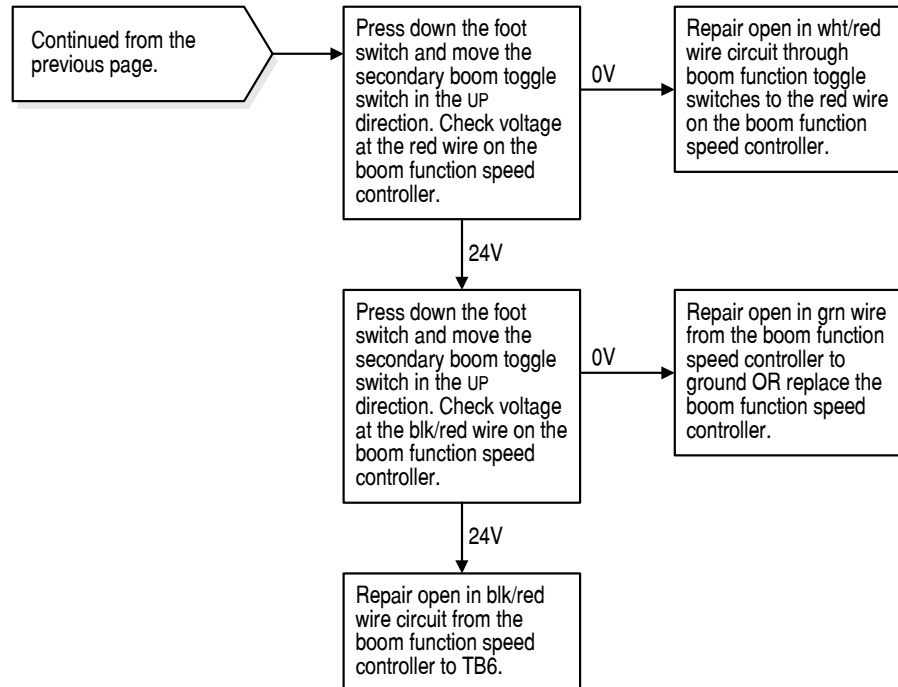 Continued from the
previous page.
Press down the foot
switch and move the
secondary boom toggle
switch in the UP
direction. Check voltage
at the red wire on the
boom function speed
controller.
0V
Repair open in wht/red
wire circuit through
boom function toggle
switches to the red wire
on the boom function
speed controller.
24V
Press down the foot
switch and move the
secondary boom toggle
switch in the UP
direction. Check voltage
at the blk/red wire on the
boom function speed
controller.
0V
Repair open in grn wire
from the boom function
speed controller to
ground OR replace the
boom function speed
controller.
24V
Repair open in blk/red
wire circuit from the
boom function speed
controller to TB6.